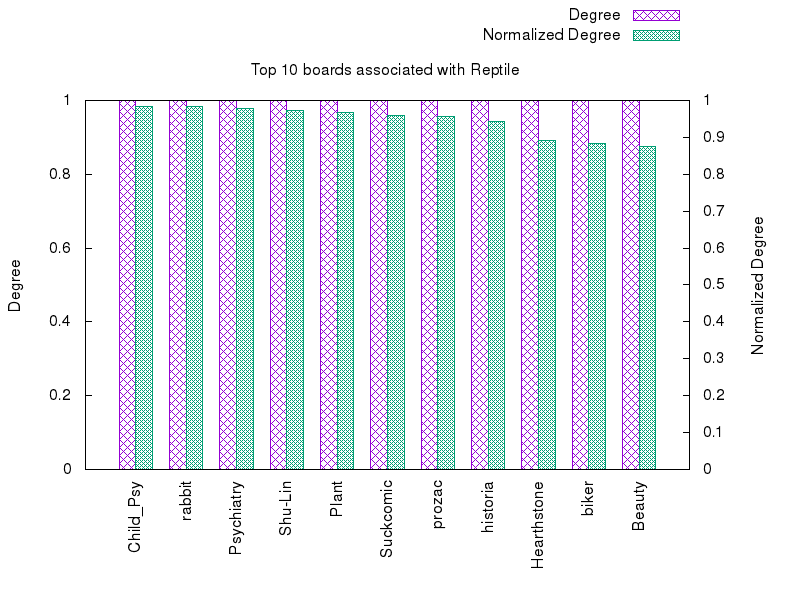 Degree
Normalized Degree
Top 10 boards associated with Reptile
1
0.8
0.6
0.4
0.2
0
Degree
1
0.9
0.8
0.7
0.6
0.5
0.4
0.3
0.2
0.1
0
Normalized Degree
Child_Psy
rabbit
Psychiatry
Shu-Lin
Plant
Suckcomic
prozac
historia
Hearthstone
biker
Beauty